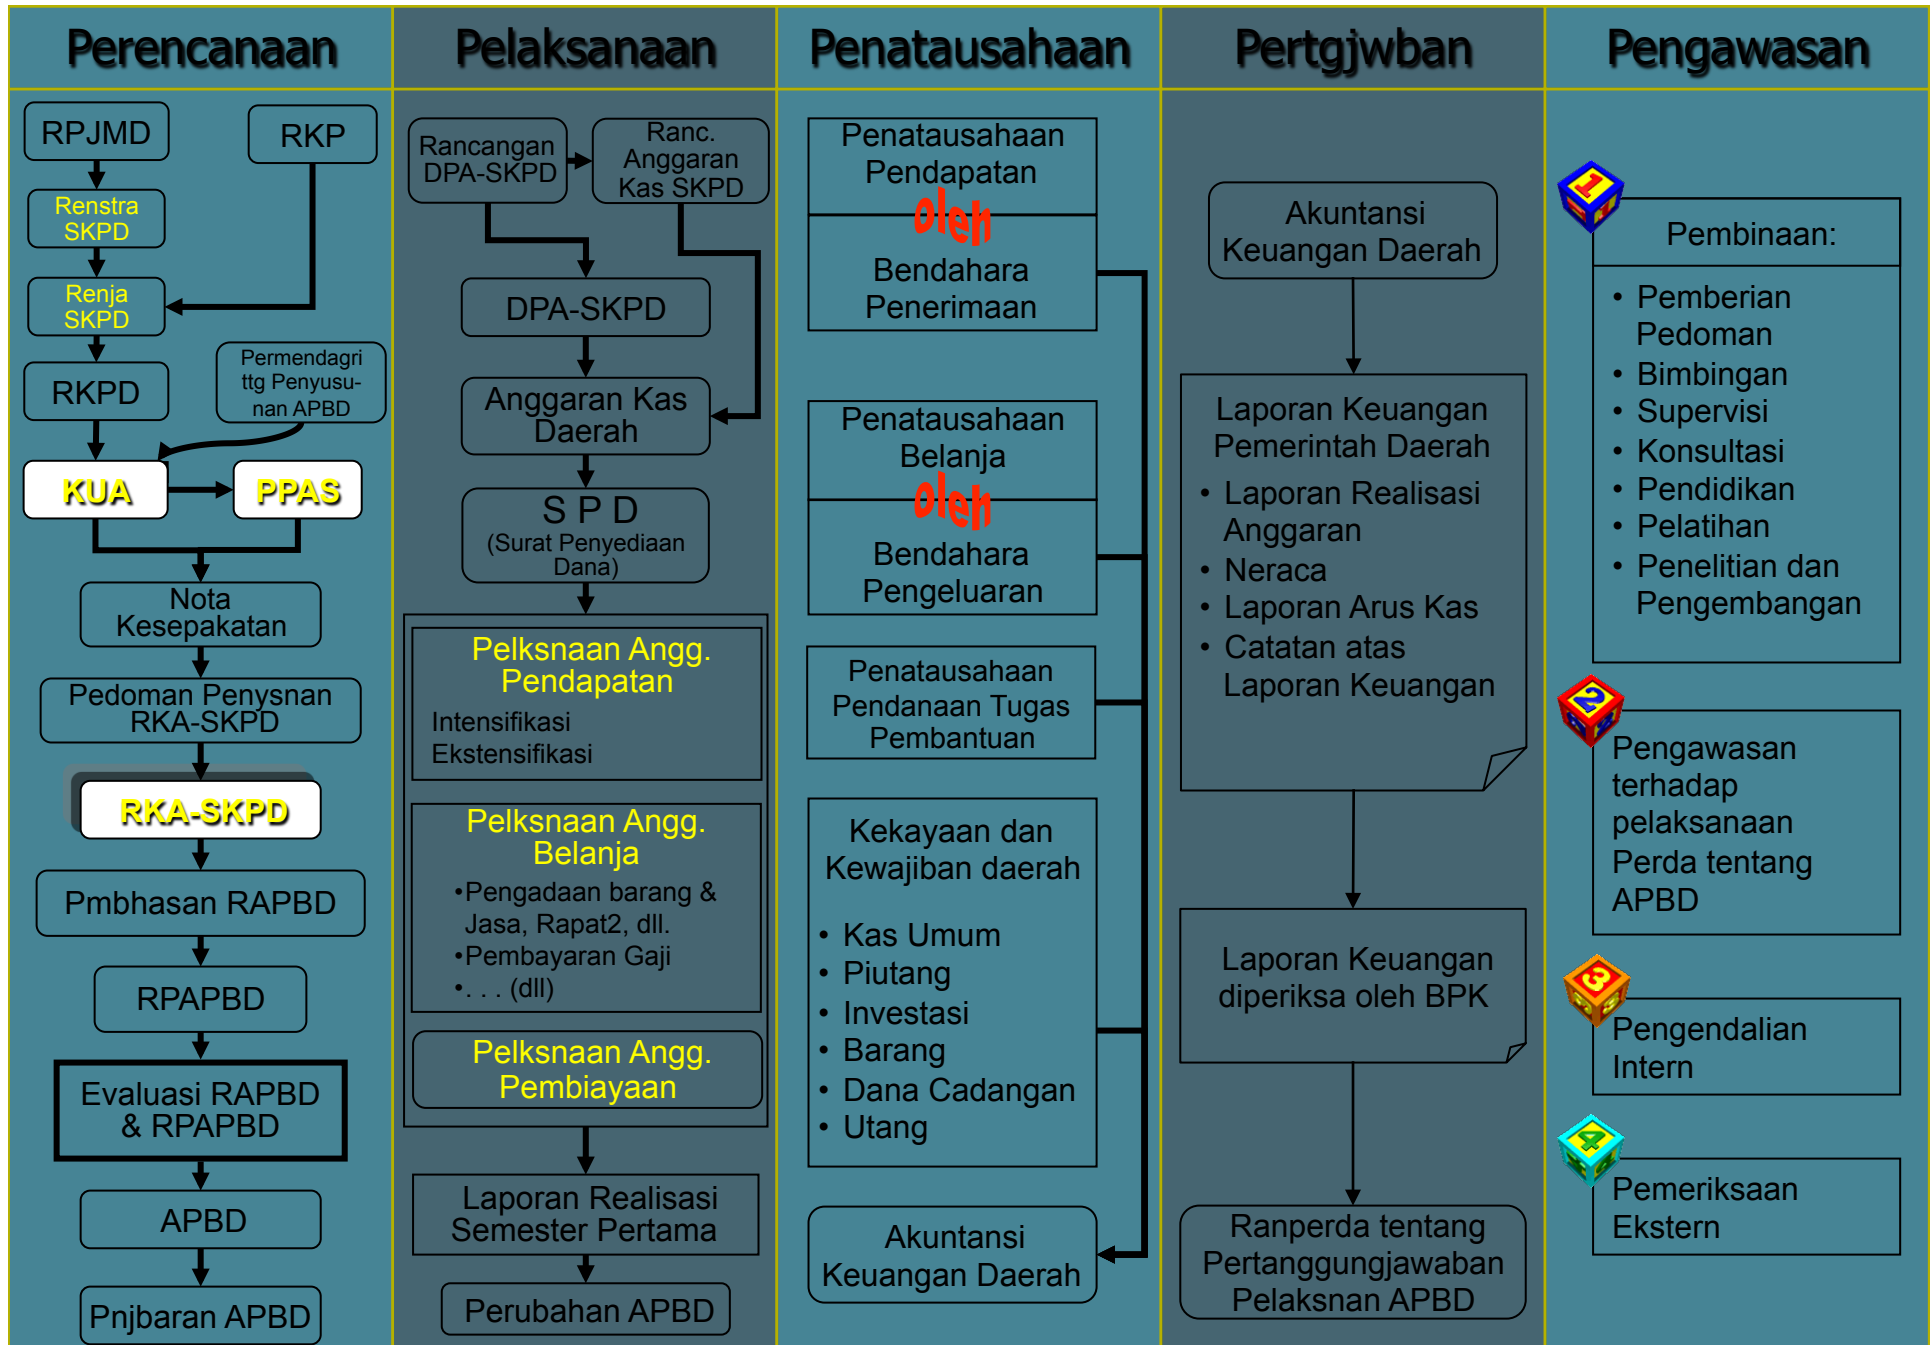 Perencanaan
Pelaksanaan
Penatausahaan
Pertgjwban
Pengawasan
RPJMD
RKP
Renstra
SKPD
Renja
SKPD
RKPD
Permendagri
ttg Penyusu-
nan APBD
KUA
PPAS
Nota
Kesepakatan
Pedoman Penysnan
RKA-SKPD
RKA-SKPD
Pmbhasan RAPBD
RPAPBD
Evaluasi RAPBD
& RPAPBD
APBD
Pnjbaran APBD
Rancangan
DPA-SKPD
Ranc.
Anggaran
Kas SKPD
DPA-SKPD
Anggaran Kas
Daerah
S P D
(Surat Penyediaan
Dana)
Pelksnaan Angg.
Pendapatan
Intensifikasi
Ekstensifikasi
Pelksnaan Angg.
Belanja
•Pengadaan barang &
Jasa, Rapat2, dll.
•Pembayaran Gaji
•. . . (dll)
Pelksnaan Angg.
Pembiayaan
Laporan Realisasi
Semester Pertama
Perubahan APBD
Penatausahaan
Pendapatan
oleh
Bendahara
Penerimaan
Penatausahaan
Belanja
oleh
Bendahara
Pengeluaran
Penatausahaan
Pendanaan Tugas
Pembantuan
Kekayaan dan
Kewajiban daerah
• Kas Umum
• Piutang
• Investasi
• Barang
• Dana Cadangan
• Utang
Akuntansi
Keuangan Daerah
Akuntansi
Keuangan Daerah
Laporan Keuangan
Pemerintah Daerah
• Laporan Realisasi
Anggaran
• Neraca
• Laporan Arus Kas
• Catatan atas
Laporan Keuangan
Laporan Keuangan
diperiksa oleh BPK
Ranperda tentang
Pertanggungjawaban
Pelaksnan APBD
1
Pembinaan:
• Pemberian
Pedoman
• Bimbingan
• Supervisi
• Konsultasi
• Pendidikan
• Pelatihan
• Penelitian dan
Pengembangan
2
Pengawasan
terhadap
pelaksanaan
Perda tentang
APBD
3
Pengendalian
Intern
4
Pemeriksaan
Ekstern